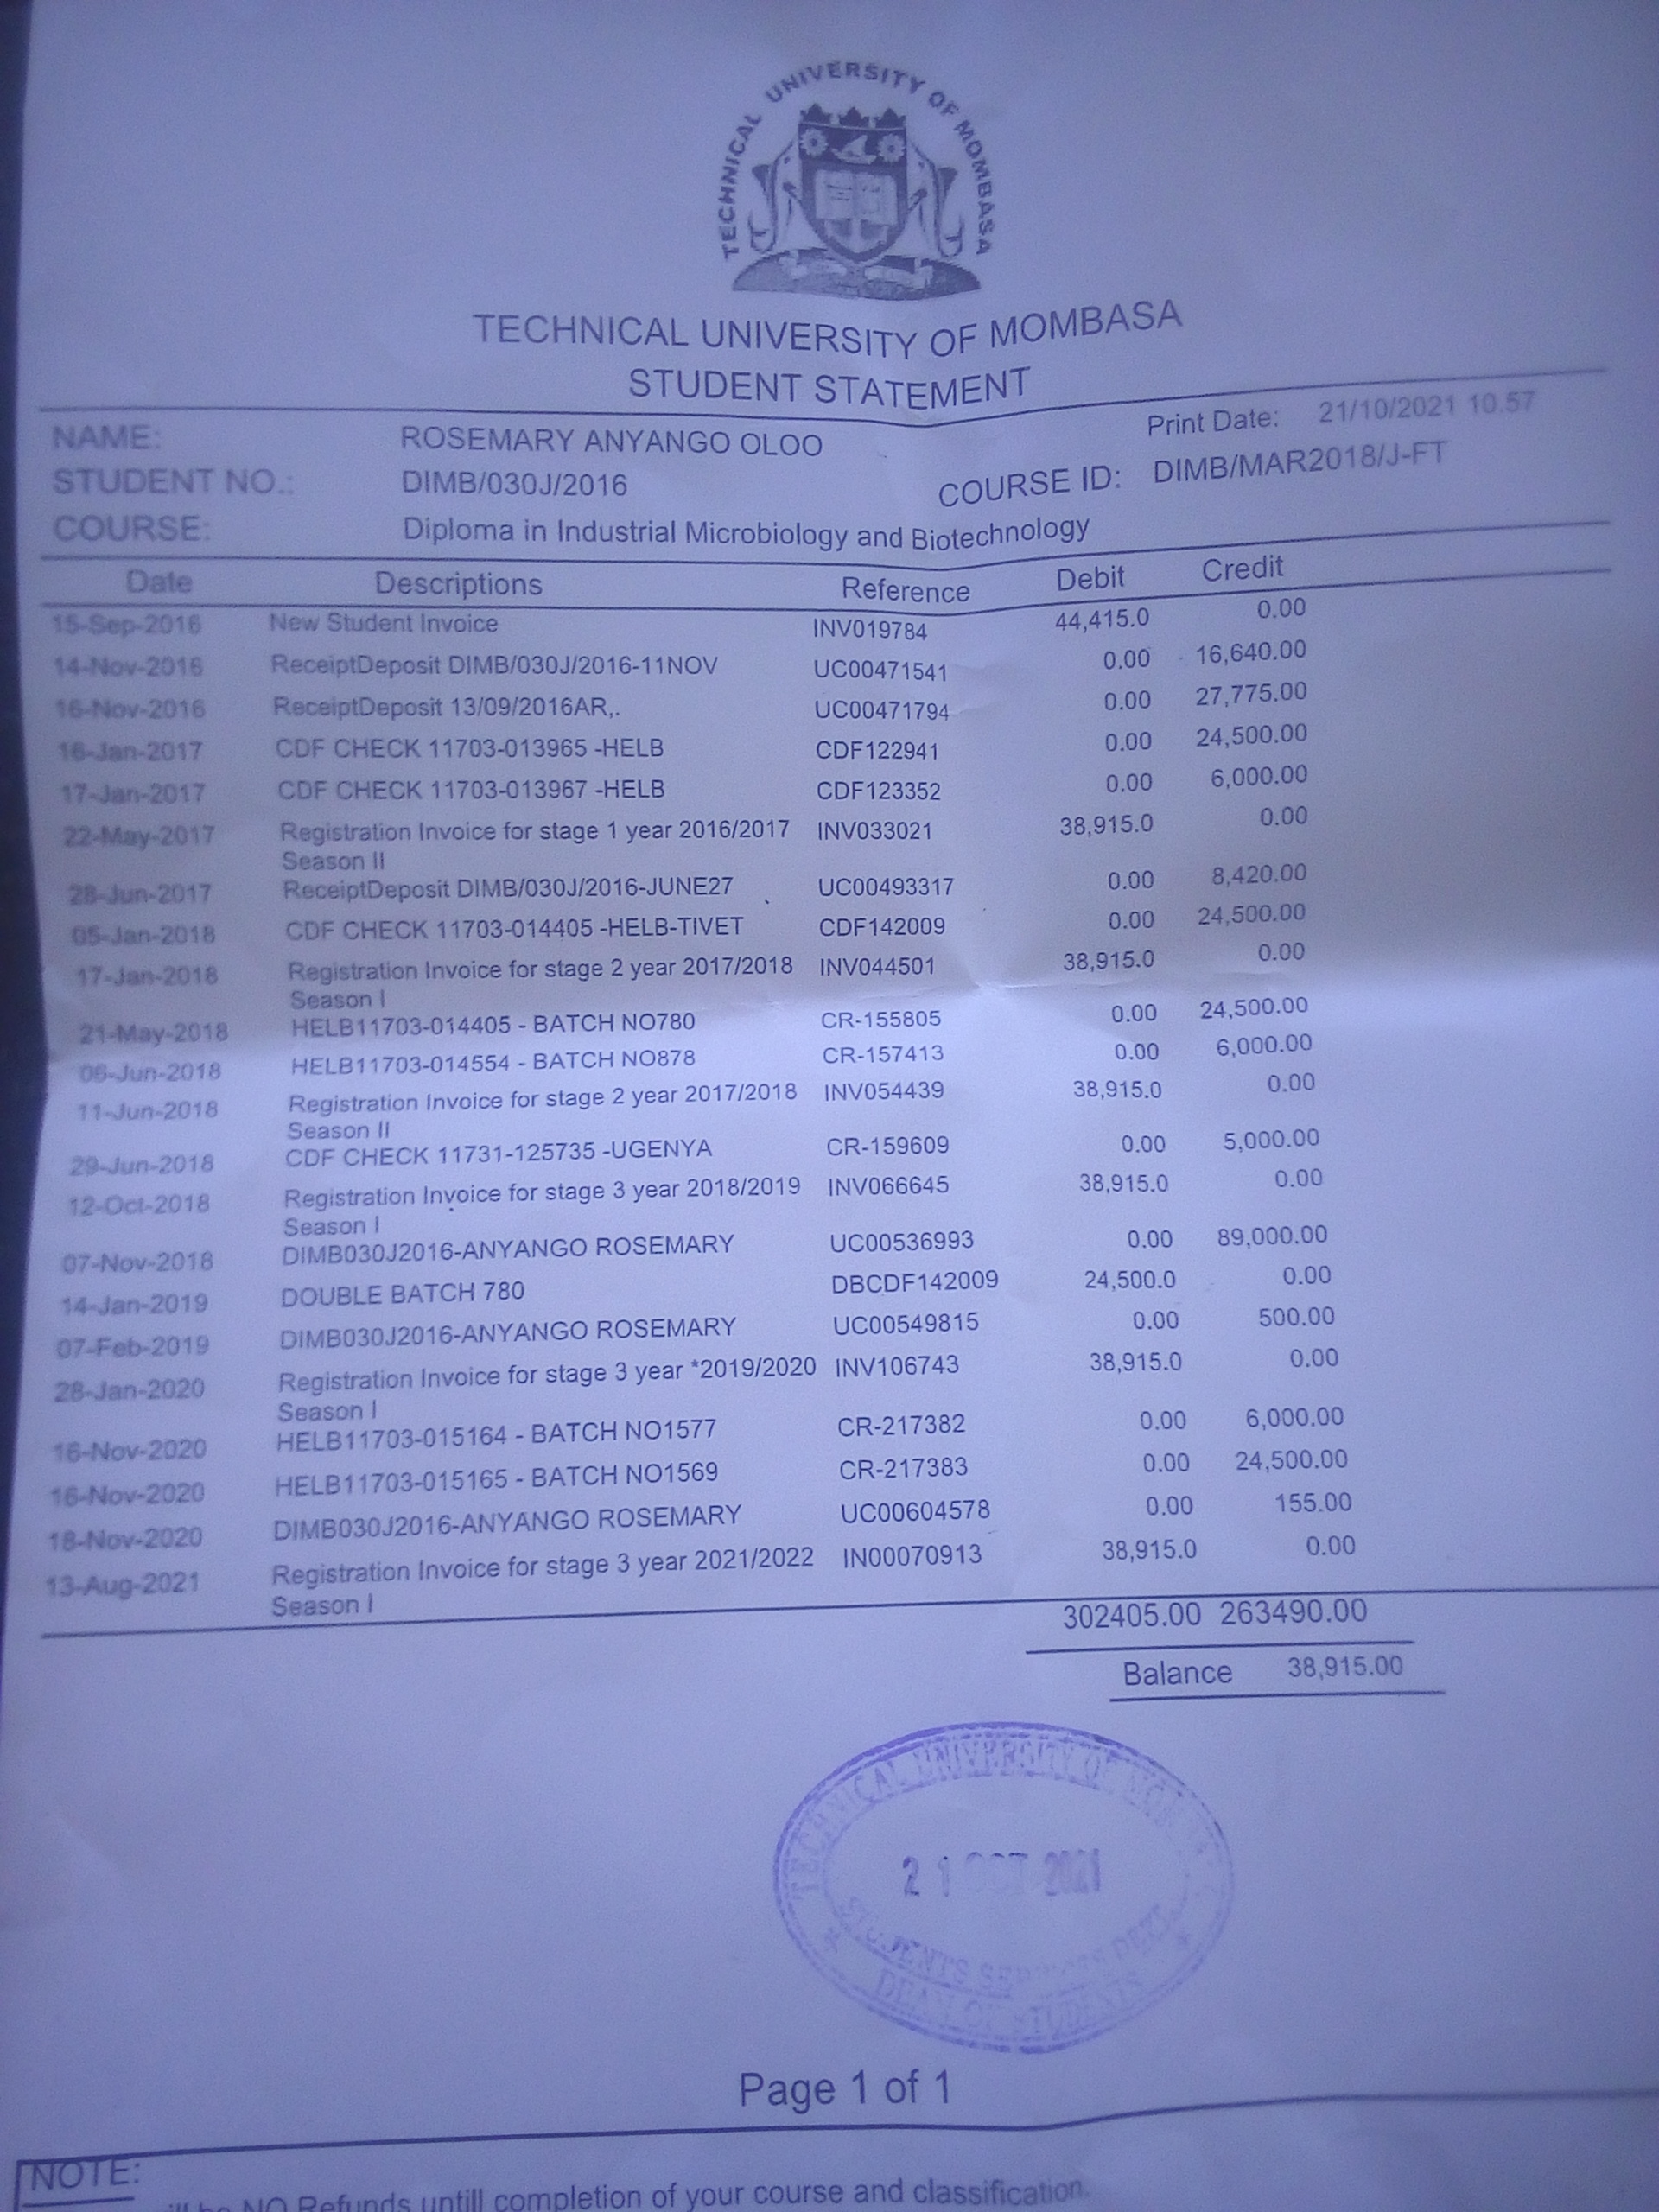 TECHNICAL UNIVERSITY OF MOMBASA
TECHNICAL UNIVERSITY OF MOMBASA
STUDENT STATEMENT
Print Date: 21/10/2021 10.57
NAME: ROSEMARY ANYANGO OLOO
STUDENT NO.: DIMB/030J/2016 COURSE ID: DIMB/MAR2018/J-FT
COURSE: Diploma in Industrial Microbiology and Biotechnology
Date Descriptions Reference Debit Credit
15-Sep-2016 New Student Invoice INV019784 44,415.0 0.00
14-Nov-2016 ReceiptDeposit DIMB/030J/2016-11NOV UC00471541 0.00 16,640.00
16-Nov-2016 ReceiptDeposit 13/09/2016AR,. UC00471794 0.00 27,775.00
16-Jan-2017 CDF CHECK 11703-013965 -HELB CDF122941 0.00 24,500.00
17-Jan-2017 CDF CHECK 11703-013967 -HELB CDF123352 0.00 6,000.00
22-May-2017 Registration Invoice for stage 1 year 2016/2017 INV033021 38,915.0 0.00
Season II
28-Jun-2017 ReceiptDeposit DIMB/030J/2016-JUNE27 UC00493317 0.00 8,420.00
05-Jan-2018 CDF CHECK 11703-014405 -HELB-TIVET CDF142009 0.00 24,500.00
17-Jan-2018 Registration Invoice for stage 2 year 2017/2018 INV044501 38,915.0 0.00
Season I
21-May-2018 HELB11703-014405 - BATCH NO780 CR-155805 0.00 24,500.00
06-Jun-2018 HELB11703-014554 - BATCH NO878 CR-157413 0.00 6,000.00
11-Jun-2018 Registration Invoice for stage 2 year 2017/2018 INV054439 38,915.0 0.00
Season II
29-Jun-2018 CDF CHECK 11731-125735 -UGENYA CR-159609 0.00 5,000.00
12-Oct-2018 Registration Invoice for stage 3 year 2018/2019 INV066645 38,915.0 0.00
Season I
07-Nov-2018 DIMB030J2016-ANYANGO ROSEMARY UC00536993 0.00 89,000.00
14-Jan-2019 DOUBLE BATCH 780 DBCDF142009 24,500.0 0.00
07-Feb-2019 DIMB030J2016-ANYANGO ROSEMARY UC00549815 0.00 500.00
28-Jan-2020 Registration Invoice for stage 3 year *2019/2020 INV106743 38,915.0 0.00
Season I
16-Nov-2020 HELB11703-015164 - BATCH NO1577 CR-217382 0.00 6,000.00
16-Nov-2020 HELB11703-015165 - BATCH NO1569 CR-217383 0.00 24,500.00
18-Nov-2020 DIMB030J2016-ANYANGO ROSEMARY UC00604578 0.00 155.00
13-Aug-2021 Registration Invoice for stage 3 year 2021/2022 IN00070913 38,915.0 0.00
Season I
302405.00 263490.00
Balance 38,915.00
TECHNICAL UNIVERSITY OF
21 OCT 2021
STUDENTS SERVICES DEPT
DEAN OF STUDENTS
Page 1 of 1
NOTE:
be NO Refunds untill completion of your course and classification.